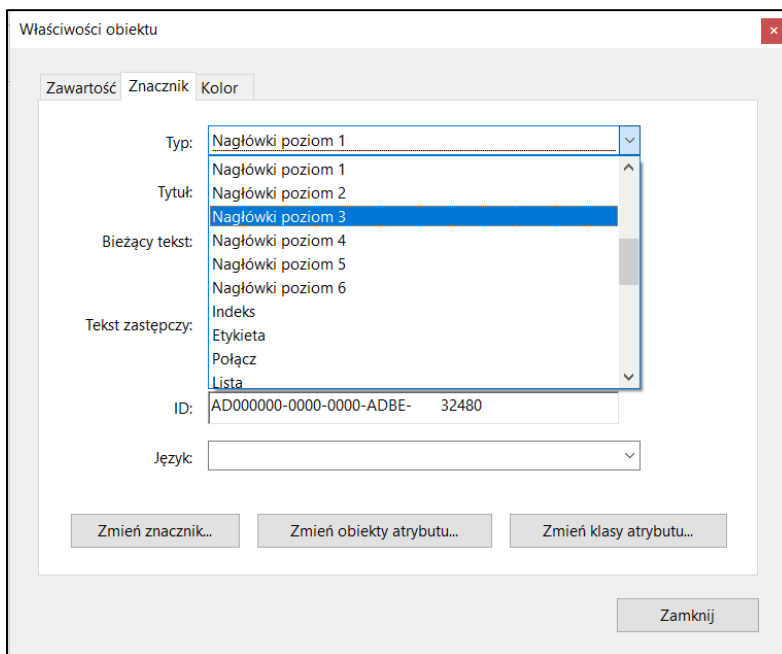 Właściwości obiektu
Zawartość Znacznik Kolor
Typ: Nagłówki poziom 1
Nagłówki poziom 1
Tytuł: Nagłówki poziom 2
Nagłówki poziom 3
Bieżący tekst: Nagłówki poziom 4
Nagłówki poziom 5
Nagłówki poziom 6
Indeks
Tekst zastępczy: Etykieta
Połącz
Lista
ID: AD000000-0000-0000-ADBE- 32480
Język:
Zmień znacznik... Zmień obiekty atrybutu... Zmień klasy atrybutu...
Zamknij